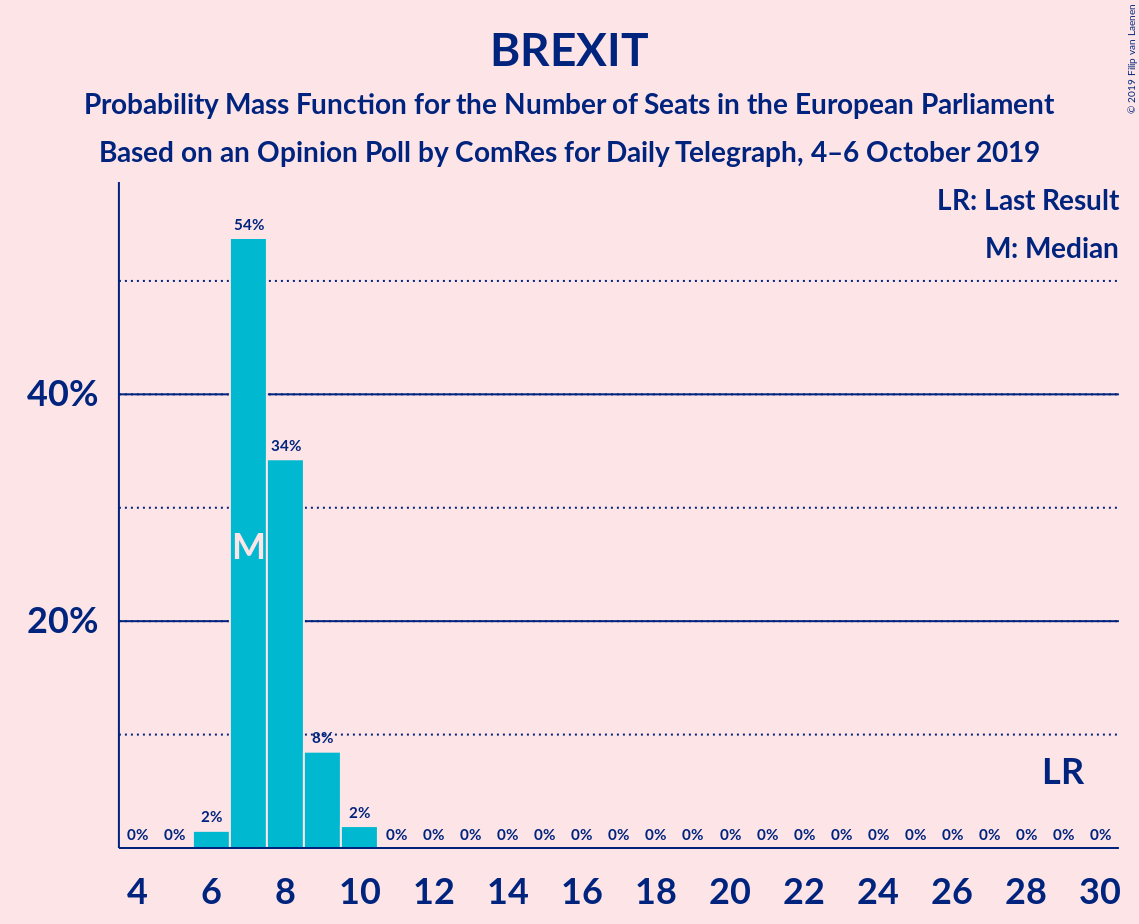 BREXIT
Probability Mass Function for the Number of Seats in the European Parliament
Based on an Opinion Poll by ComRes for Daily Telegraph, 4–6 October 2019
© 2019 Filip van Laenen
LR: Last Result
M: Median
54%
40%
34%
M
20%
8%
LR
2%
2%
0% 0% 0% 0% 0% 0% 0% 0% 0% 0% 0% 0% 0% 0% 0% 0% 0% 0% 0% 0% 0% 0%
4 6 8 10 12 14 16 18 20 22 24 26 28 30